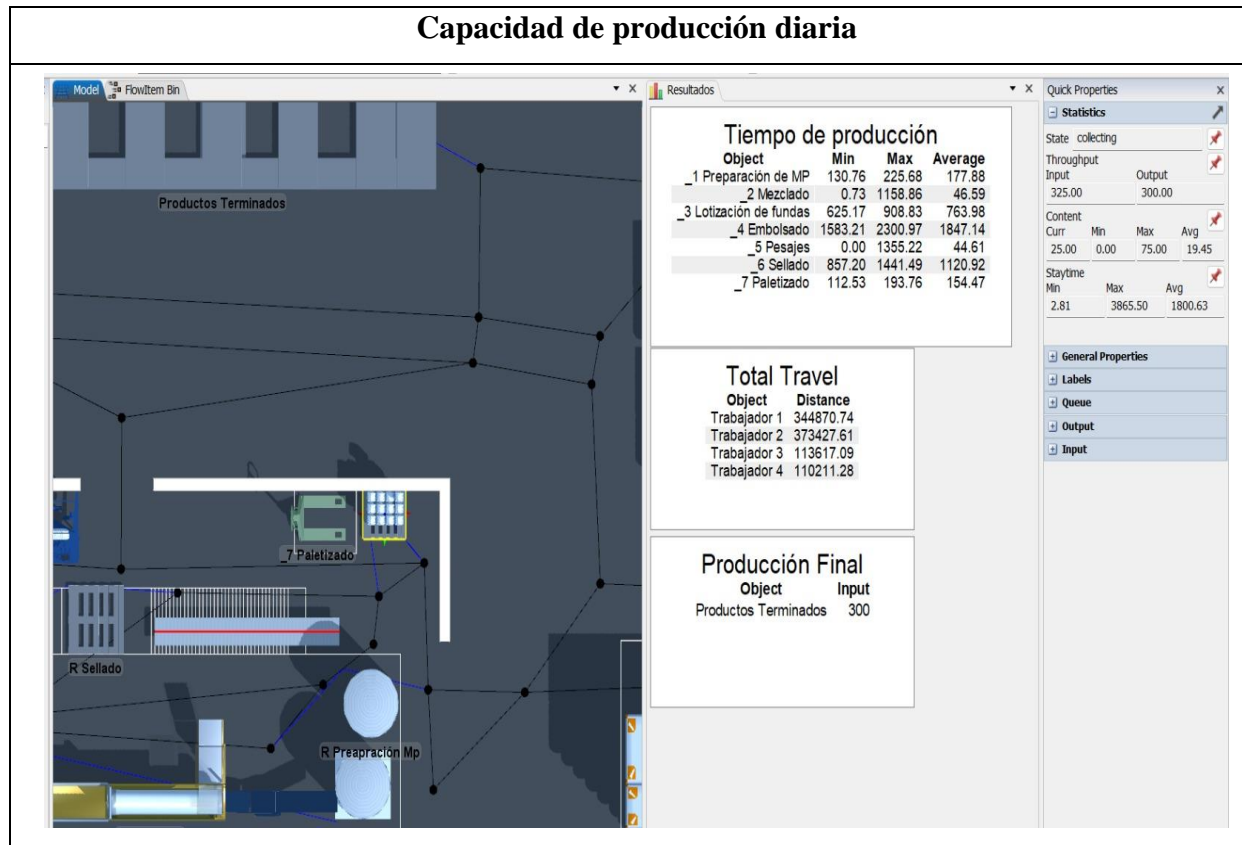 Capacidad de producción diaria
Model FlowItem Bin
Productos Terminados
_7 Paletizado
R Sellado
R Preapración Mp
Resultados
Tiempo de producción
Object Min Max Average
_1 Preparación de MP 130.76 225.68 177.88
_2 Mezclado 0.73 1158.86 46.59
_3 Lotización de fundas 625.17 908.83 763.98
_4 Embolsado 1583.21 2300.97 1847.14
_5 Pesajes 0.00 1355.22 44.61
_6 Sellado 857.20 1441.49 1120.92
_7 Paletizado 112.53 193.76 154.47
Total Travel
Object Distance
Trabajador 1 344870.74
Trabajador 2 373427.61
Trabajador 3 113617.09
Trabajador 4 110211.28
Producción Final
Object Input
Productos Terminados 300
Quick Properties
Statistics
State collecting
Throughput
Input Output
325.00 300.00
Content
Curr Min Max Avg
25.00 0.00 75.00 19.45
Staytime
Min Max Avg
2.81 3865.50 1800.63
General Properties
Labels
Queue
Output
Input